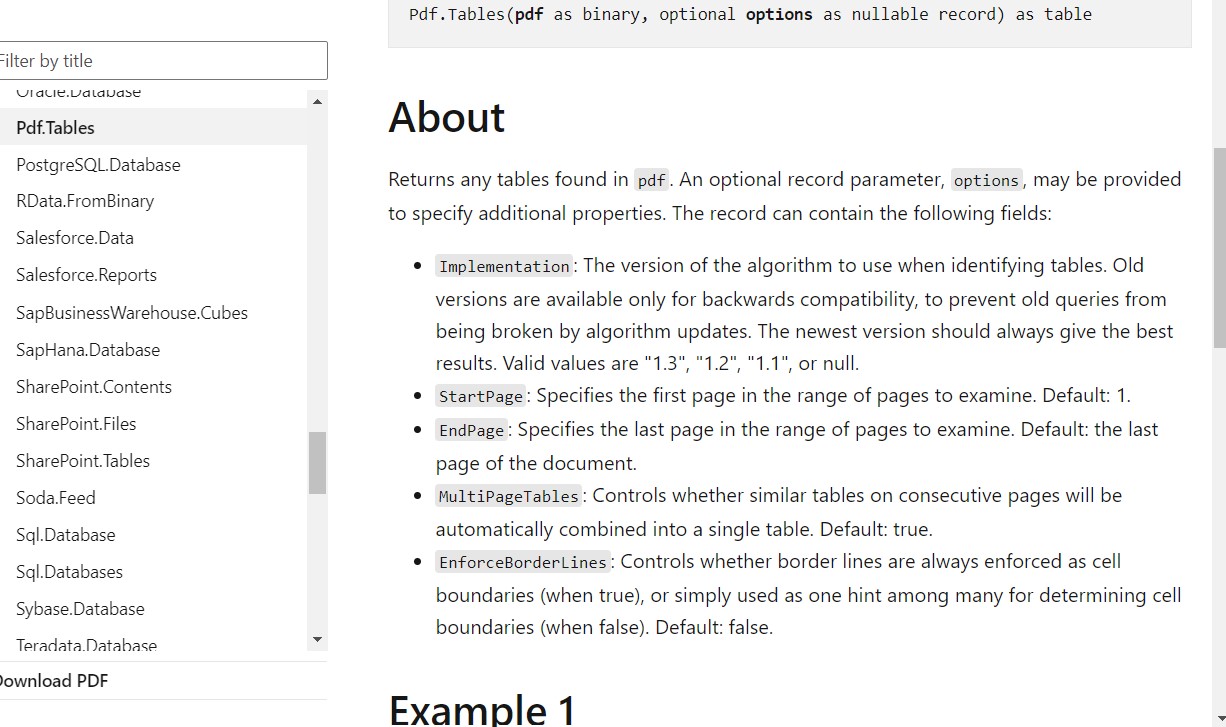 Filter by title
Oracle.Database
Pdf.Tables
PostgreSQL.Database
RData.FromBinary
Salesforce.Data
Salesforce.Reports
SapBusinessWarehouse.Cubes
SapHana.Database
SharePoint.Contents
SharePoint.Files
SharePoint.Tables
Soda.Feed
Sql.Database
Sql.Databases
Sybase.Database
Teradata.Database
Download PDF
Pdf.Tables(pdf as binary, optional options as nullable record) as table
About
Returns any tables found in pdf. An optional record parameter, options, may be provided
to specify additional properties. The record can contain the following fields:
• Implementation: The version of the algorithm to use when identifying tables. Old
versions are available only for backwards compatibility, to prevent old queries from
being broken by algorithm updates. The newest version should always give the best
results. Valid values are "1.3", "1.2", "1.1", or null.
• StartPage: Specifies the first page in the range of pages to examine. Default: 1.
• EndPage: Specifies the last page in the range of pages to examine. Default: the last
page of the document.
• MultiPageTables: Controls whether similar tables on consecutive pages will be
automatically combined into a single table. Default: true.
• EnforceBorderLines: Controls whether border lines are always enforced as cell
boundaries (when true), or simply used as one hint among many for determining cell
boundaries (when false). Default: false.
Example 1